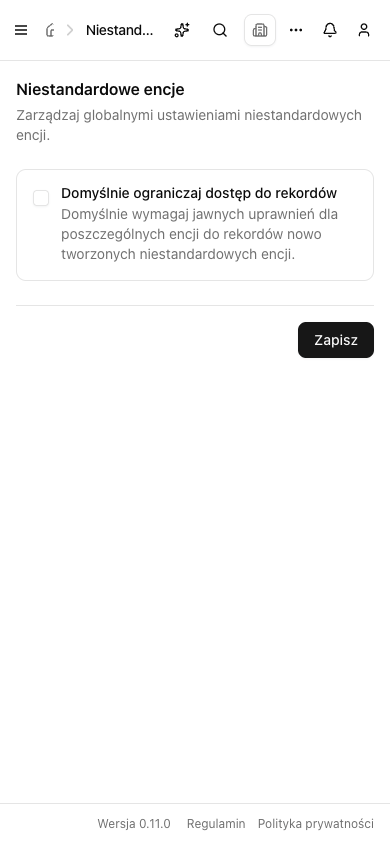 Niestand...
Niestandardowe encje
Zarządzaj globalnymi ustawieniami niestandardowych
encji.
Domyślnie ograniczaj dostęp do rekordów
Domyślnie wymagaj jawnych uprawnień dla
poszczególnych encji do rekordów nowo
tworzonych niestandardowych encji.
Zapisz
Wersja 0.11.0 Regulamin Polityka prywatności